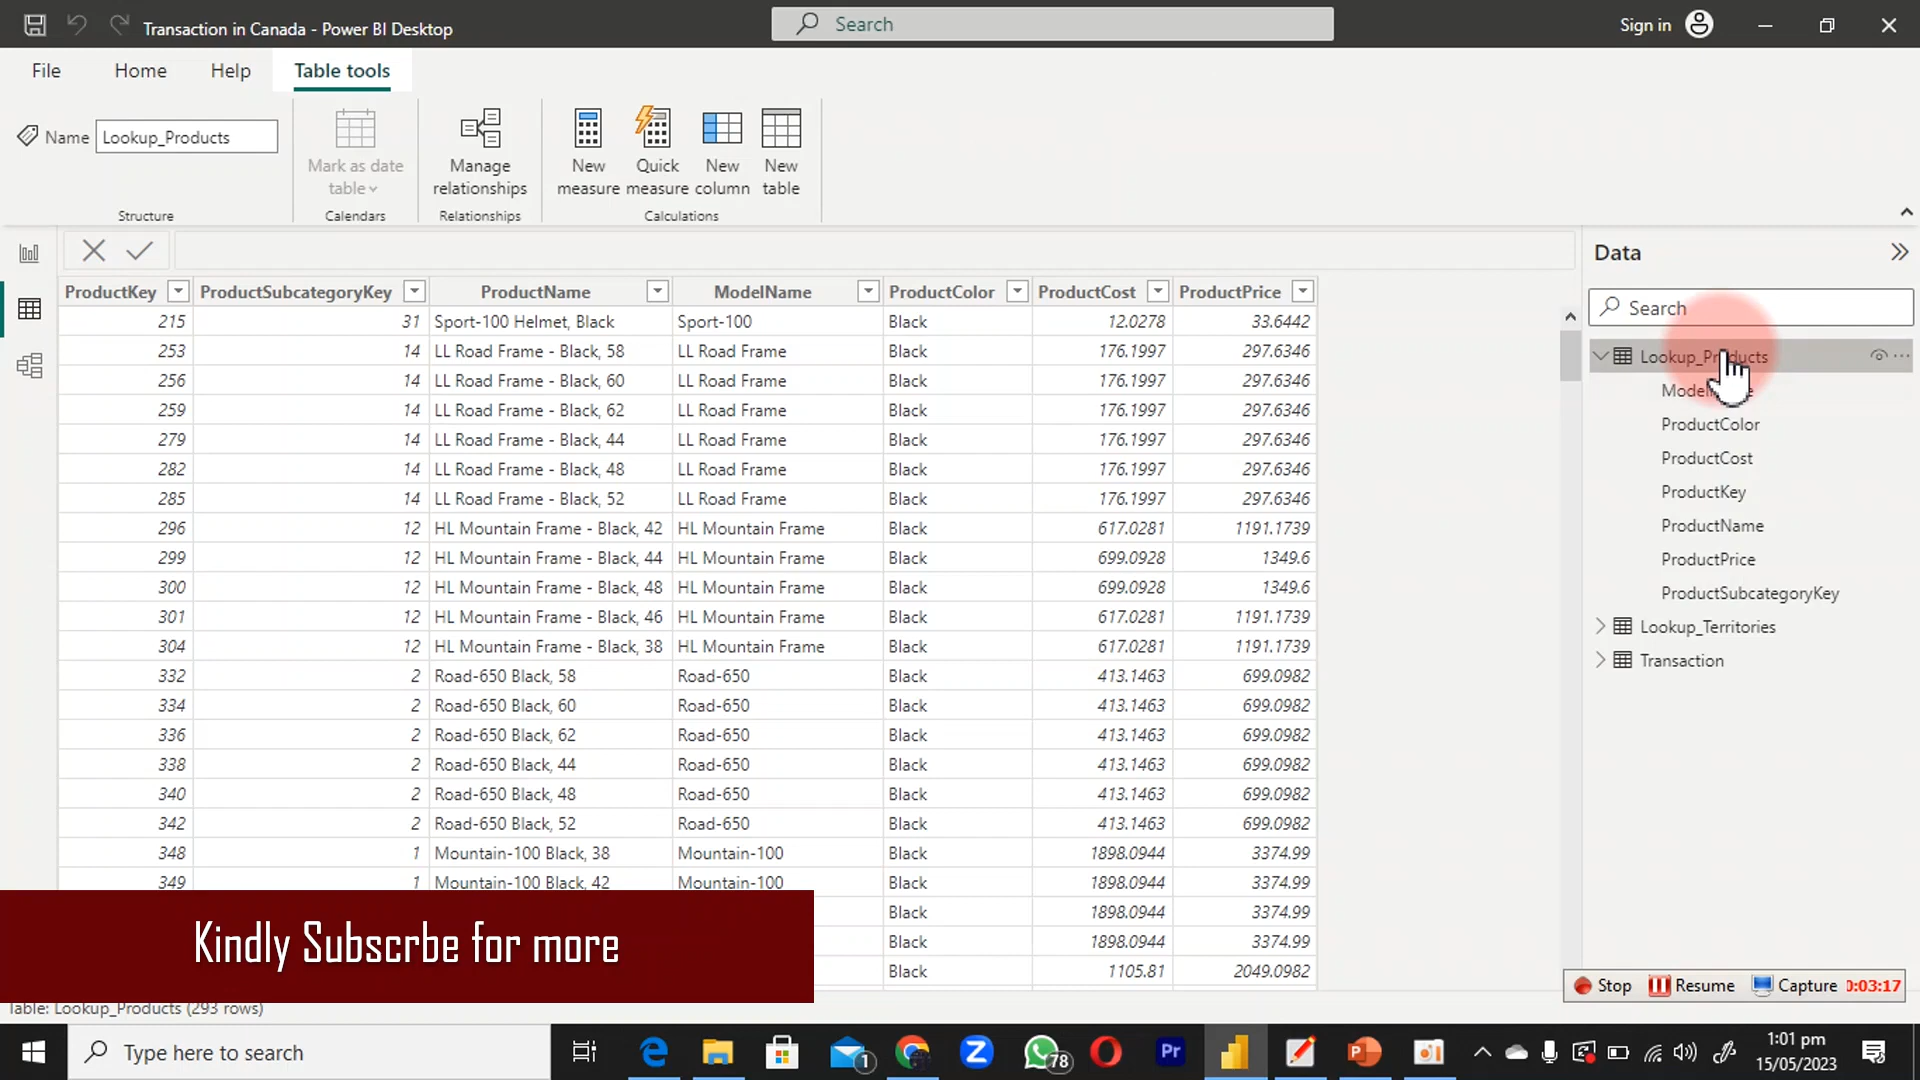 Transaction in Canada - Power BI Desktop
Search
Sign in
File
Home
Help
Table tools
Name
Lookup_Products
Mark as date
table
Manage
relationships
New
measure
Quick
measure
New
column
New
table
Structure
Calendars
Relationships
Calculations
ProductKey ProductSubcategoryKey ProductName ModelName ProductColor ProductCost ProductPrice
215 31 Sport-100 Helmet, Black Sport-100 Black 12.0278 33.6442
253 14 LL Road Frame - Black, 58 LL Road Frame Black 176.1997 297.6346
256 14 LL Road Frame - Black, 60 LL Road Frame Black 176.1997 297.6346
259 14 LL Road Frame - Black, 62 LL Road Frame Black 176.1997 297.6346
279 14 LL Road Frame - Black, 44 LL Road Frame Black 176.1997 297.6346
282 14 LL Road Frame - Black, 48 LL Road Frame Black 176.1997 297.6346
285 14 LL Road Frame - Black, 52 LL Road Frame Black 176.1997 297.6346
296 12 HL Mountain Frame - Black, 42 HL Mountain Frame Black 617.0281 1191.1739
299 12 HL Mountain Frame - Black, 44 HL Mountain Frame Black 699.0928 1349.6
300 12 HL Mountain Frame - Black, 48 HL Mountain Frame Black 699.0928 1349.6
301 12 HL Mountain Frame - Black, 46 HL Mountain Frame Black 617.0281 1191.1739
304 12 HL Mountain Frame - Black, 38 HL Mountain Frame Black 617.0281 1191.1739
332 2 Road-650 Black, 58 Road-650 Black 413.1463 699.0982
334 2 Road-650 Black, 60 Road-650 Black 413.1463 699.0982
336 2 Road-650 Black, 62 Road-650 Black 413.1463 699.0982
338 2 Road-650 Black, 44 Road-650 Black 413.1463 699.0982
340 2 Road-650 Black, 48 Road-650 Black 413.1463 699.0982
342 2 Road-650 Black, 52 Road-650 Black 413.1463 699.0982
348 1 Mountain-100 Black, 38 Mountain-100 Black 1898.0944 3374.99
349 1 Mountain-100 Black, 42 Mountain-100 Black 1898.0944 3374.99
Black 1898.0944 3374.99
Black 1898.0944 3374.99
Black 1105.81 2049.0982
Kindly Subscrbe for more
Table: Lookup_Products (293 rows)
Data
Search
Lookup_Products
ProductColor
ProductCost
ProductKey
ProductName
ProductPrice
ProductSubcategoryKey
Lookup_Territories
Transaction
Stop Resume Capture 0:03:17
Type here to search
1
78
Pr
1:01 pm
15/05/2023